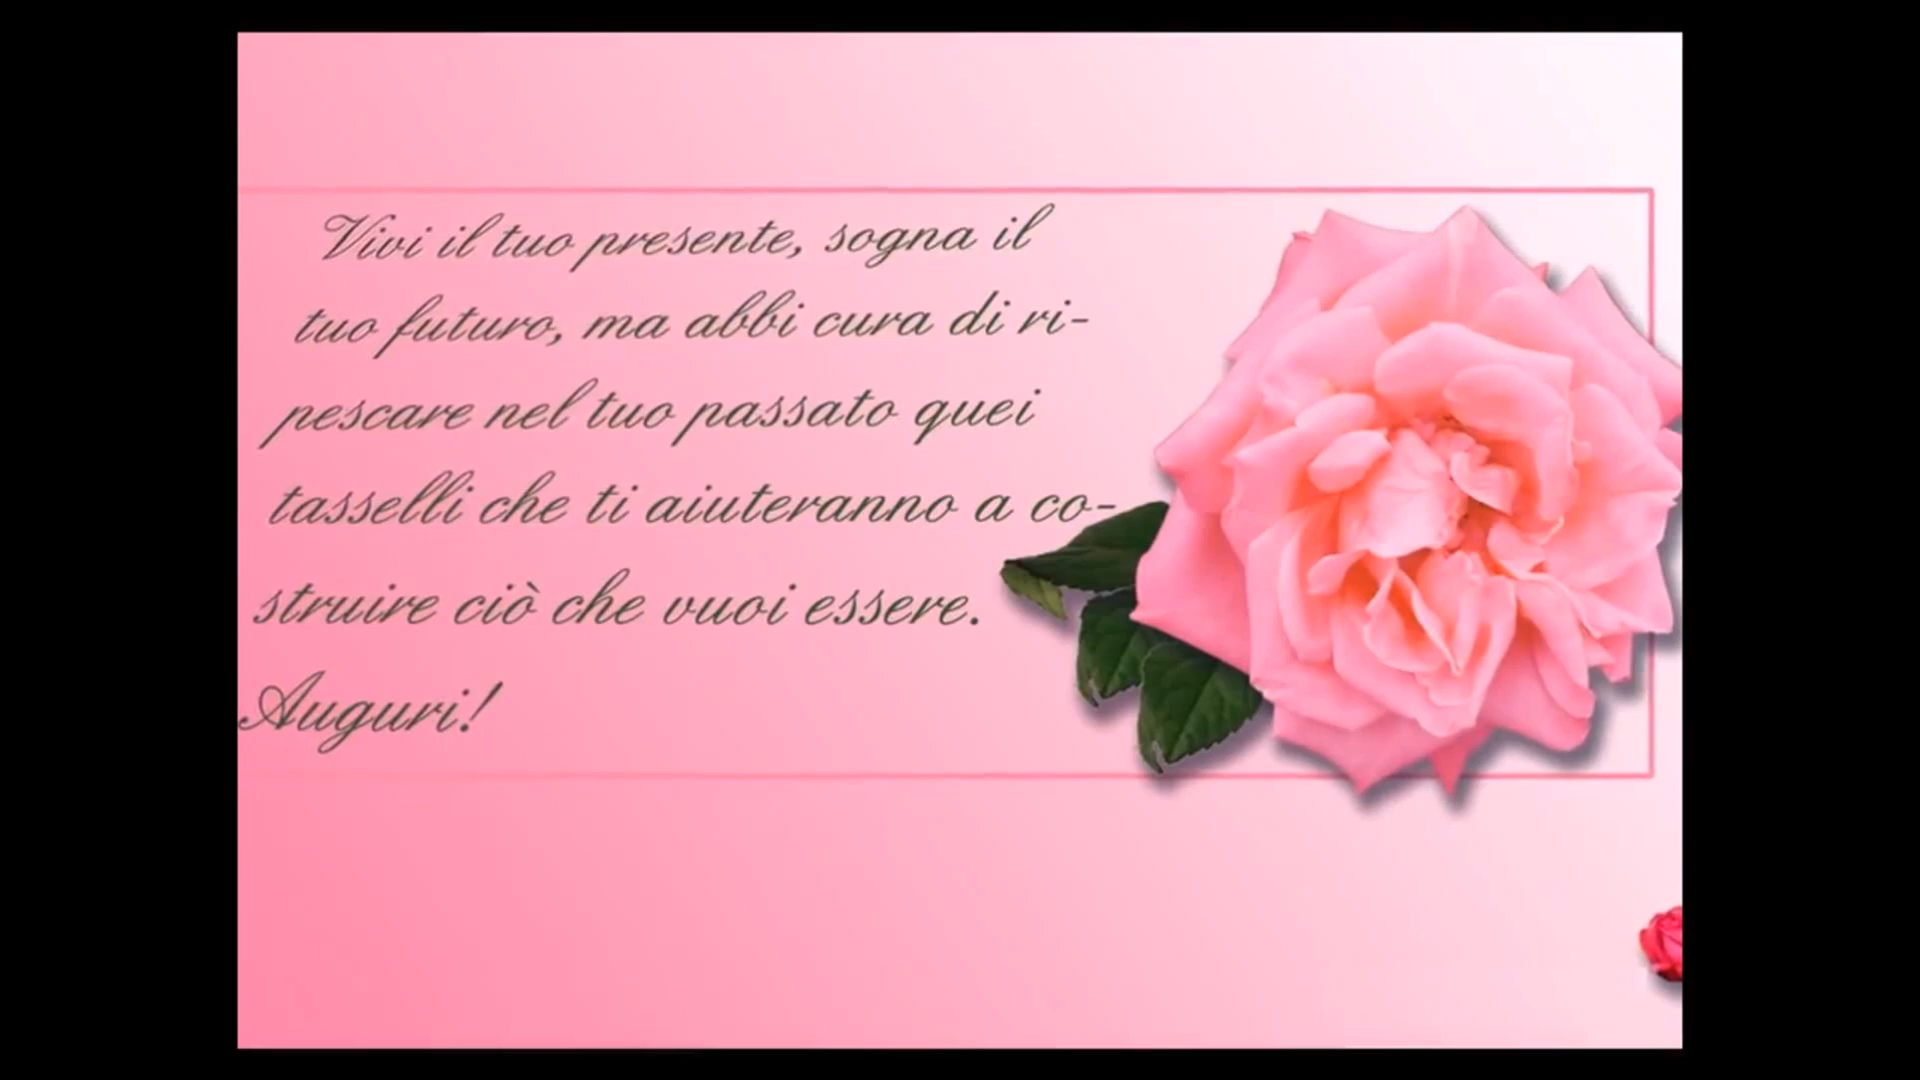 Vivi il tuo presente, sogna il
tuo futuro, ma abbi cura di ri-
pescare nel tuo passato quei
tasselli che ti aiuteranno a co-
struire ciò che vuoi essere.
Auguri!